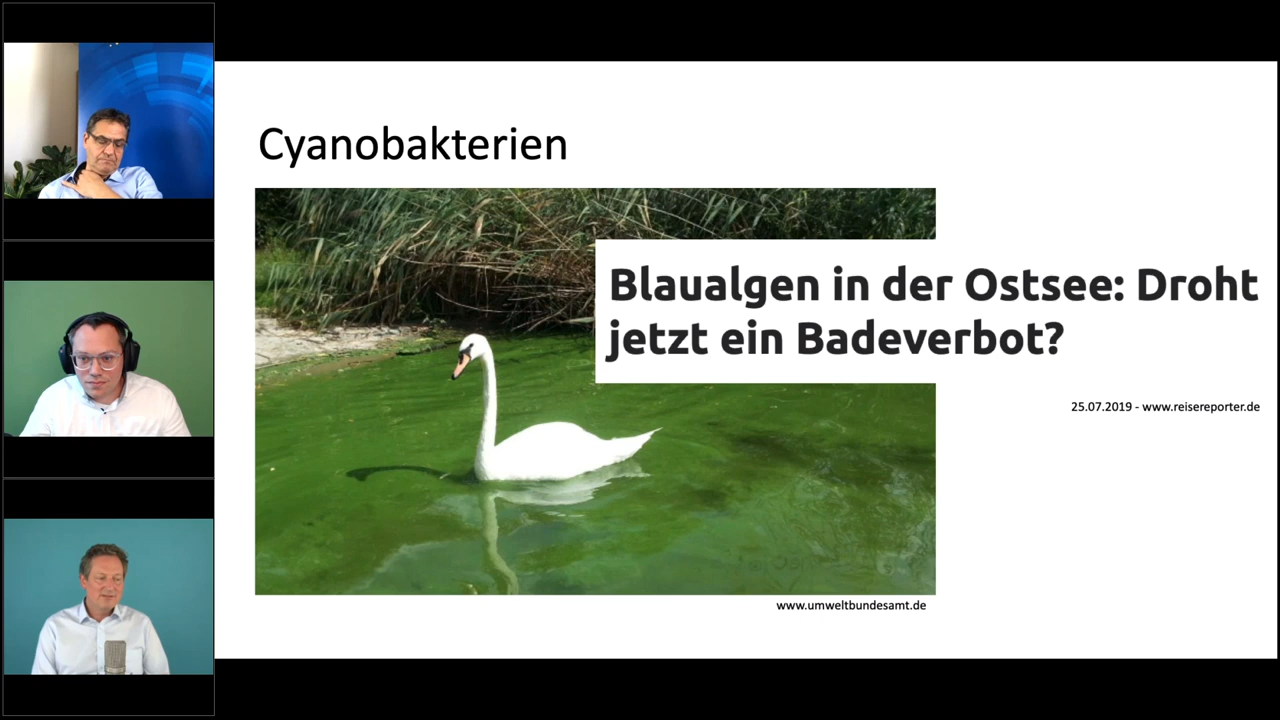 Cyanobakterien
Blaualgen in der Ostsee: Droht
jetzt ein Badeverbot?
25.07.2019 - www.reisereporter.de
www.umweltbundesamt.de